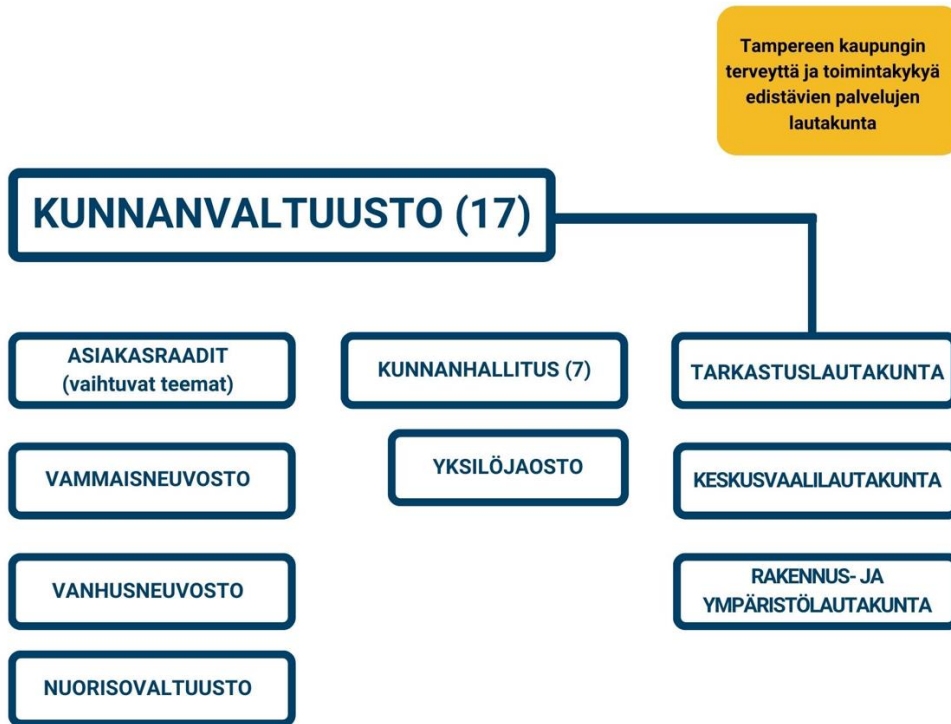 Tampereen kaupungin
terveyttä ja toimintakykyä
edistävien palvelujen
lautakunta
KUNNANVALTUUSTO (17)
ASIAKASRAADIT
(vaihtuvat teemat)
KUNNANHALLITUS (7)
TARKASTUSLAUTAKUNTA
VAMMAISNEUVOSTO
YKSILÖJAOSTO
KESKUSVAALILAUTAKUNTA
VANHUSNEUVOSTO
RAKENNUS- JA
YMPÄRISTÖLAUTAKUNTA
NUORISOVALTUUSTO